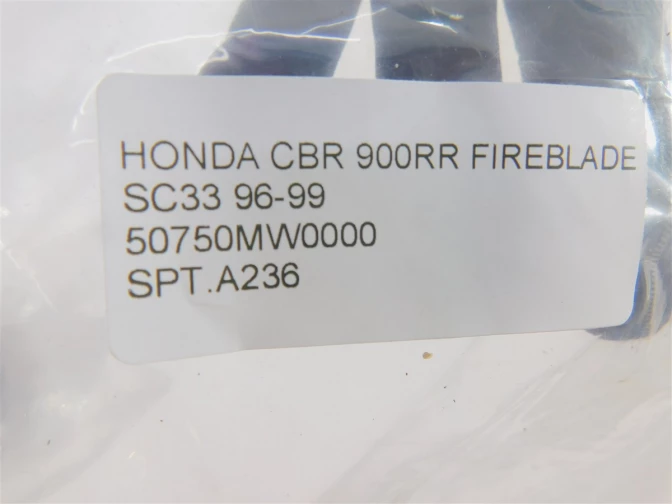 HONDA CBR 900RR FIREBLADE
SC33 96-99
50750MW0000
SPT.A236